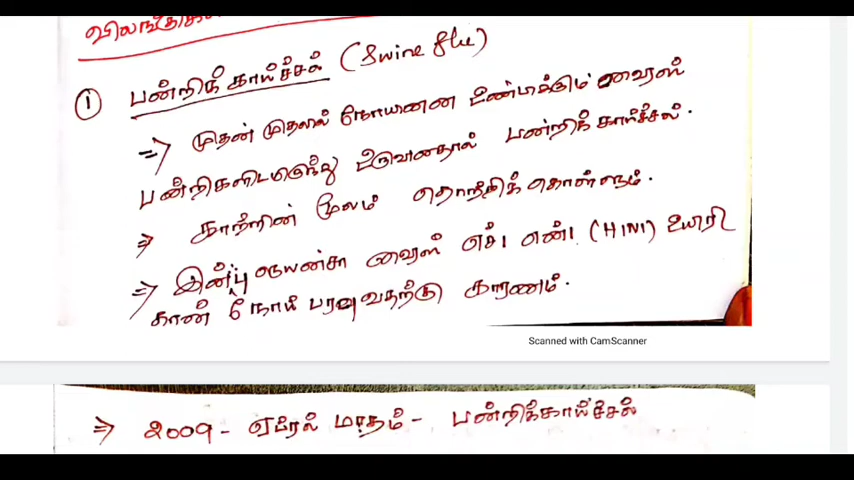 விலங்குகள்
① பன்றிக் காய்ச்சல் (Swine flu)
=> முதன் முதலில் நோயினை உண்டாக்கும் வைரஸ்
பன்றிகளிடமிருந்து உருவானதால் பன்றிக் காய்ச்சல்.
=> காற்றின் மூலம் தொற்றிக் கொள்ளும்.
=> இன்புளுயன்சா வைரஸ் எச்1 என்1 (H1N1) உயிரி
தான் நோய் பரவுவதற்கு காரணம்.
Scanned with CamScanner
=> 2009 - ஏப்ரல் மாதம் - பன்றிக்காய்ச்சல்